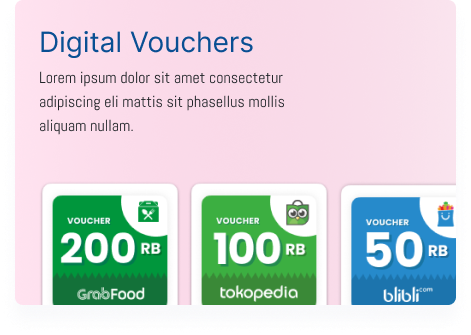 Digital Vouchers
Lorem ipsum dolor sit amet consectetur
adipiscing eli mattis sit phasellus mollis
aliquam nullam.
VOUCHER
200 RB
GrabFood
VOUCHER
100 RB
tokopedia
VOUCHER
50 RB
blibli.com